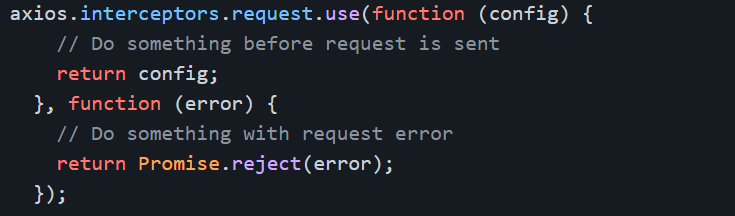 axios.interceptors.request.use(function (config) {
    // Do something before request is sent
    return config;
  }, function (error) {
    // Do something with request error
    return Promise.reject(error);
  });